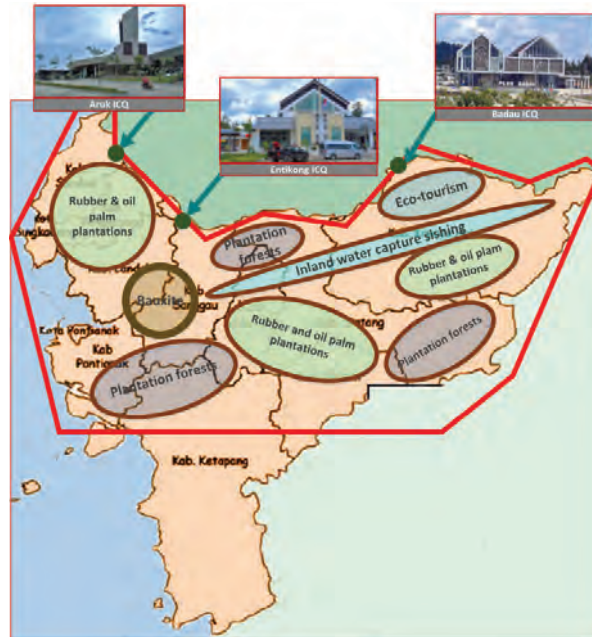 Aruk ICQ
Entikong ICQ
PLBN Badau
Badau ICQ
Rubber & oil
palm
plantations
Eco-tourism
Plantation
forests
Inland water capture sishing
Rubber & oil plam
plantations
Bauxite
Kab
Kota Pontianak
Kab
Pontianak
Rubber and oil palm
plantations
Plantation forests
Plantation forests
Kab. Ketapang